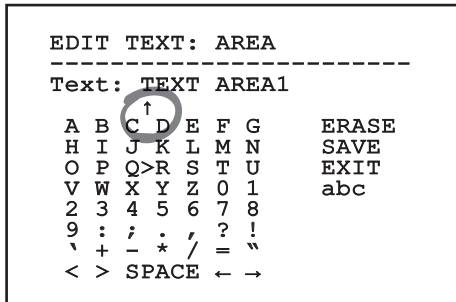 EDIT TEXT: AREA
------------------------
Text: TEXT AREA1
↑
A B C D E F G ERASE
H I J K L M N SAVE
O P Q>R S T U EXIT
V W X Y Z 0 1 abc
2 3 4 5 6 7 8
9 : ; . , ? !
‵ + - * / = ‶
< > SPACE ← →